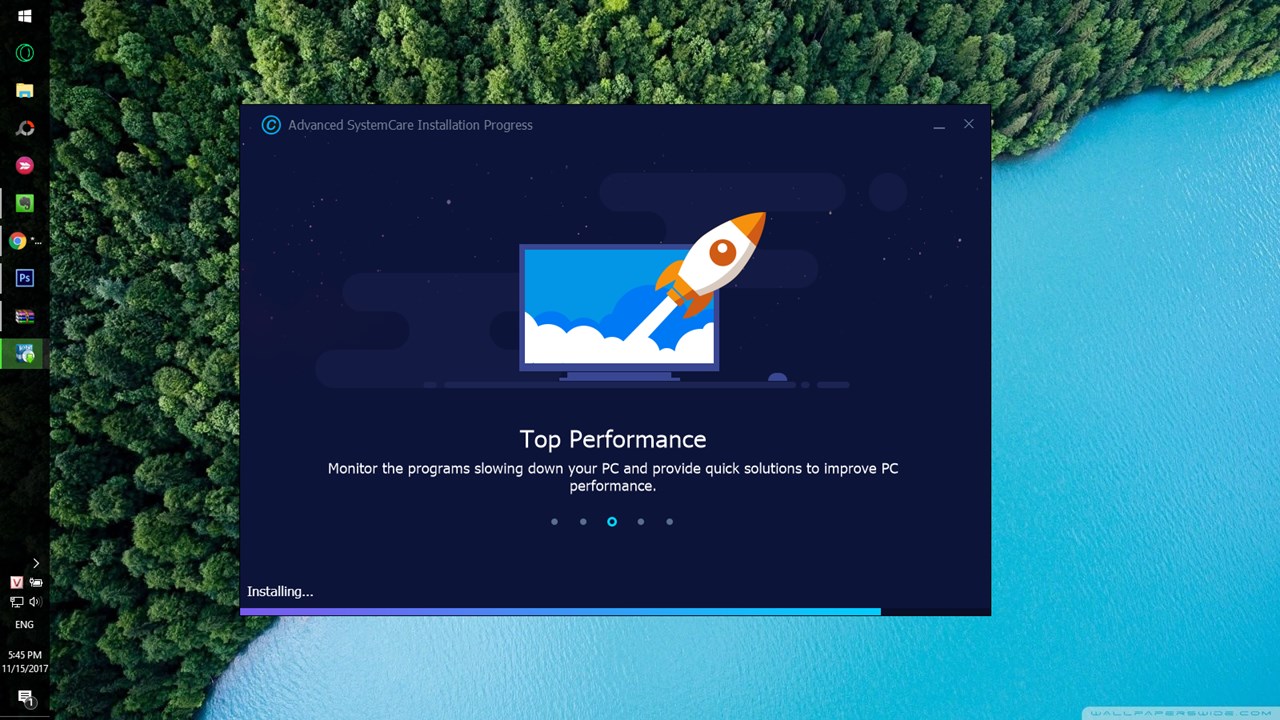 Advanced SystemCare Installation Progress
Top Performance
Monitor the programs slowing down your PC and provide quick solutions to improve PC
performance.
Installing...
Ps
V
ENG
5:45 PM
11/15/2017
1
WALLPAPERSWIDE.COM